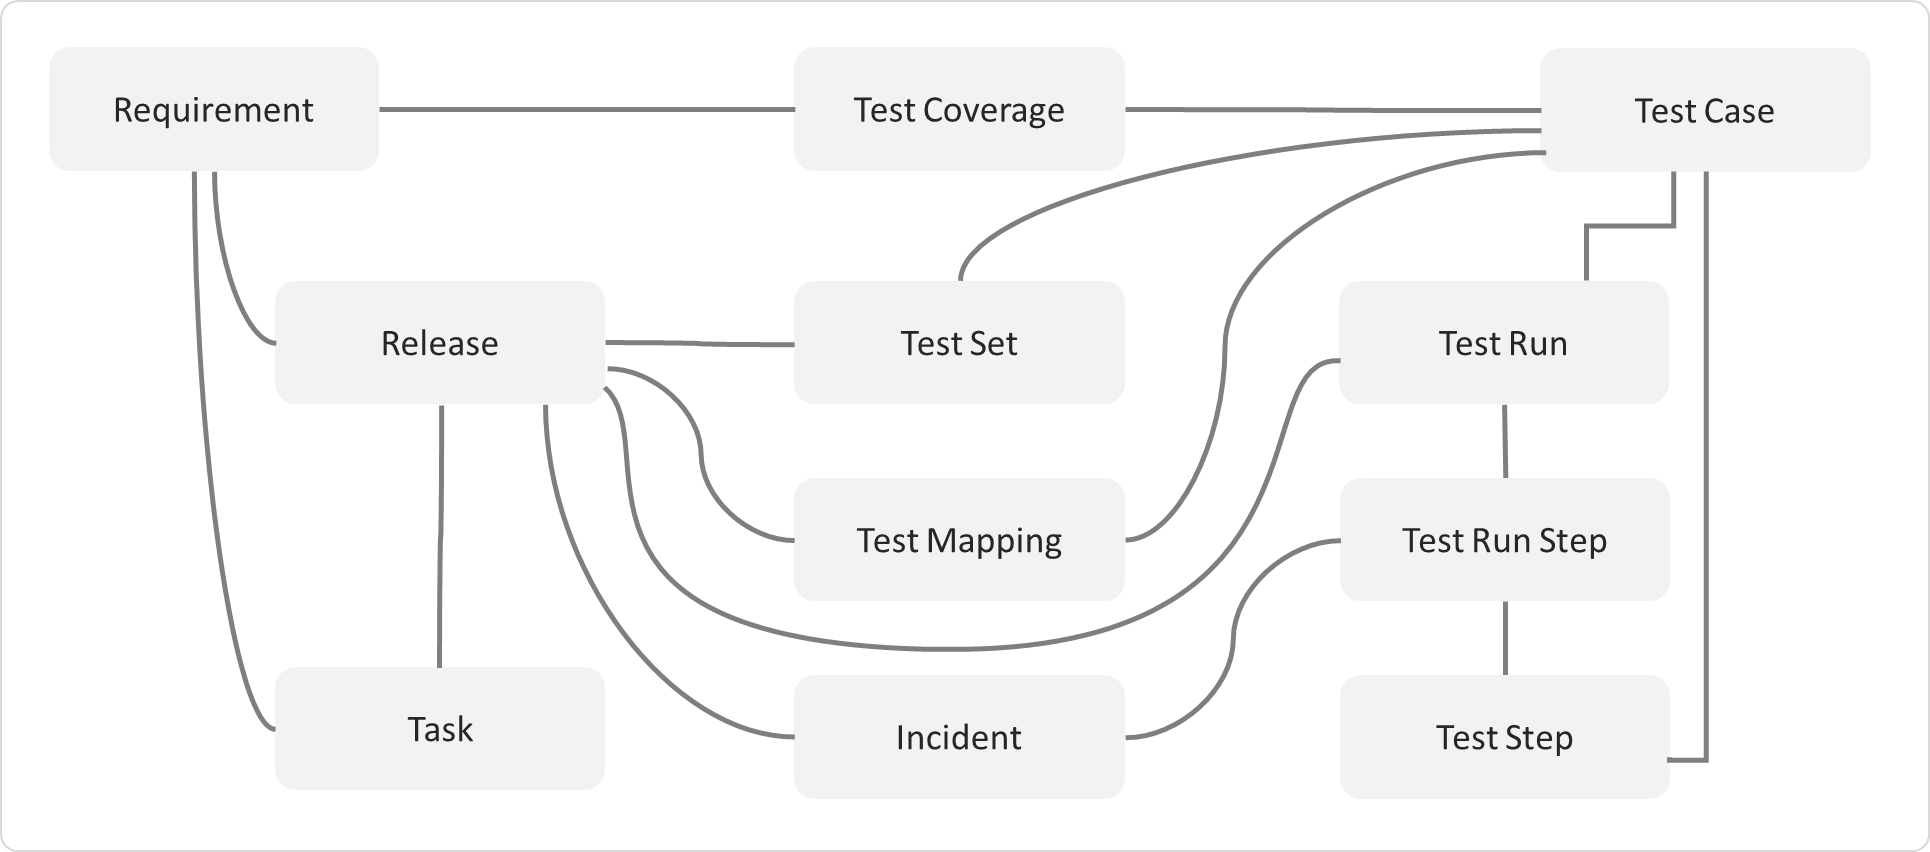 Requirement
Test Coverage
Test Case
Release
Test Set
Test Run
Test Mapping
Test Run Step
Task
Incident
Test Step